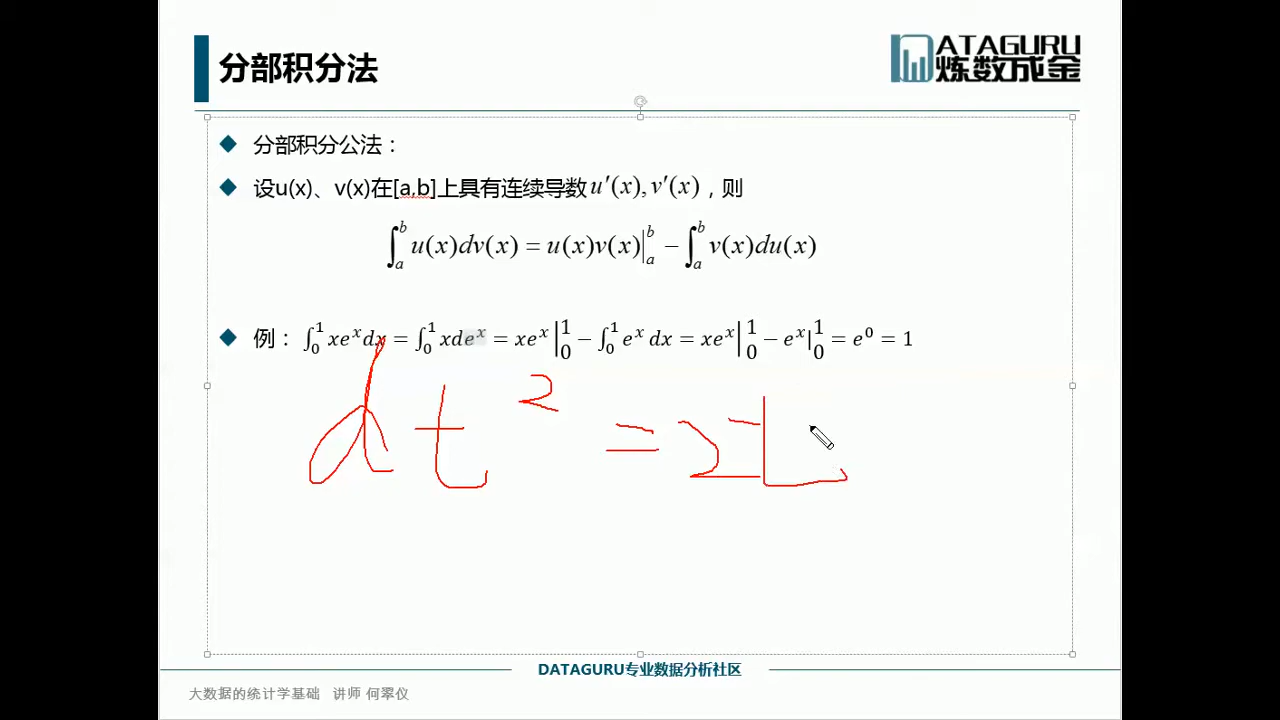 分部积分法
DATAGURU
炼数成金
分部积分公法：
设u(x)、v(x)在[a,b]上具有连续导数 u′(x), v′(x)，则
∫_a^b u(x)dv(x) = u(x)v(x)|_a^b − ∫_a^b v(x)du(x)
例：∫_0^1 xe^x dx = ∫_0^1 xde^x = xe^x|_0^1 − ∫_0^1 e^x dx = xe^x|_0^1 − e^x|_0^1 = e^0 = 1
dt^2 = 2t
DATAGURU专业数据分析社区
大数据的统计学基础 讲师 何翠仪